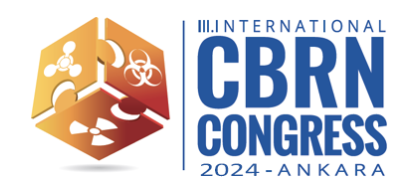 III.INTERNATIONAL
CBRN
CONGRESS
2024-ANKARA